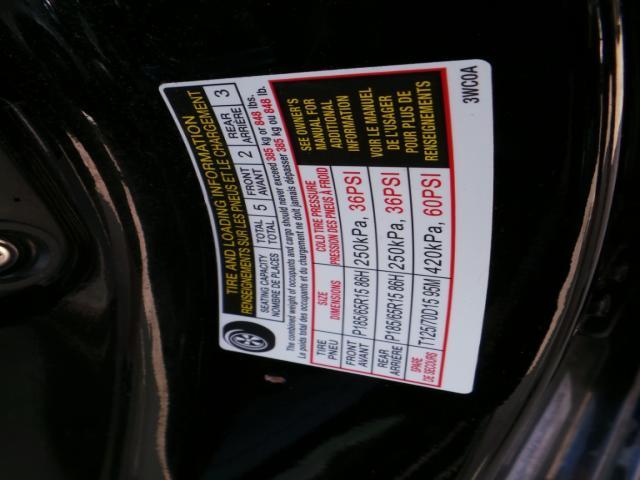 TIRE AND LOADING INFORMATION
RENSEIGNEMENTS SUR LES PNEUS ET LE CHARGEMENT
SEATING CAPACITY TOTAL 5 FRONT 2 REAR 3
NOMBRE DE PLACES TOTAL AVANT ARRIÈRE
The combined weight of occupants and cargo should never exceed 385 kg or 848 lbs.
Le poids total des occupants et du chargement ne doit jamais dépasser 385 kg ou 848 lb.
TIRE SIZE COLD TIRE PRESSURE
PNEU DIMENSIONS PRESSION DES PNEUS À FROID
FRONT P185/65R15 86H 250kPa, 36PSI
AVANT
REAR P185/65R15 86H 250kPa, 36PSI
ARRIÈRE
SPARE T125/70D15 95M 420kPa, 60PSI
DE SECOURS
SEE OWNER'S
MANUAL FOR
ADDITIONAL
INFORMATION
VOIR LE MANUEL
DE L'USAGER
POUR PLUS DE
RENSEIGNEMENTS
3WC0A